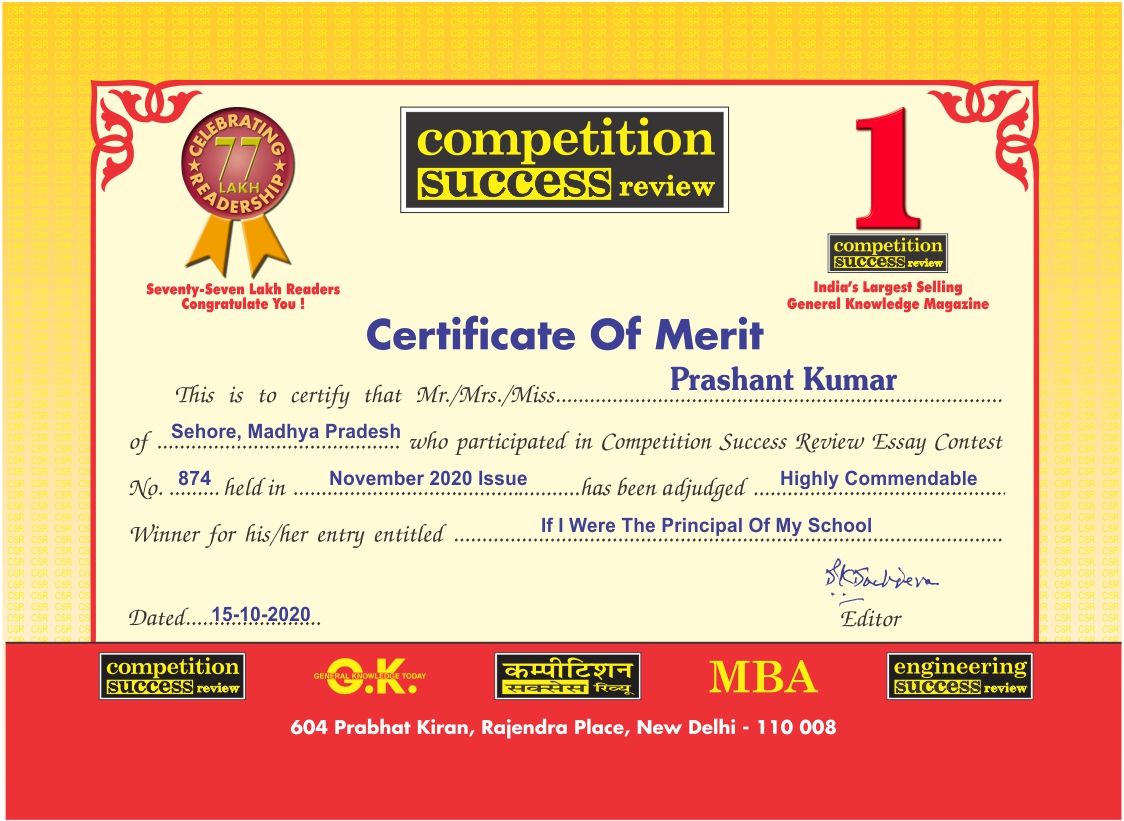 CELEBRATING
77
LAKH
READERSHIP
Seventy-Seven Lakh Readers
Congratulate You !
competition
success review
1
competition
success review
India's Largest Selling
General Knowledge Magazine
Certificate Of Merit
This is to certify that Mr./Mrs./Miss.....Prashant Kumar.....
of .....Sehore, Madhya Pradesh..... who participated in Competition Success Review Essay Contest
No. ...874... held in .....November 2020 Issue.....has been adjudged .....Highly Commendable.....
Winner for his/her entry entitled .....If I Were The Principal Of My School.....
Dated.....15-10-2020.....
Editor
competition
success review
G.K.
GENERAL KNOWLEDGE TODAY
कम्पीटिशन
सक्सेस रिव्यू
MBA
engineering
success review
604 Prabhat Kiran, Rajendra Place, New Delhi - 110 008